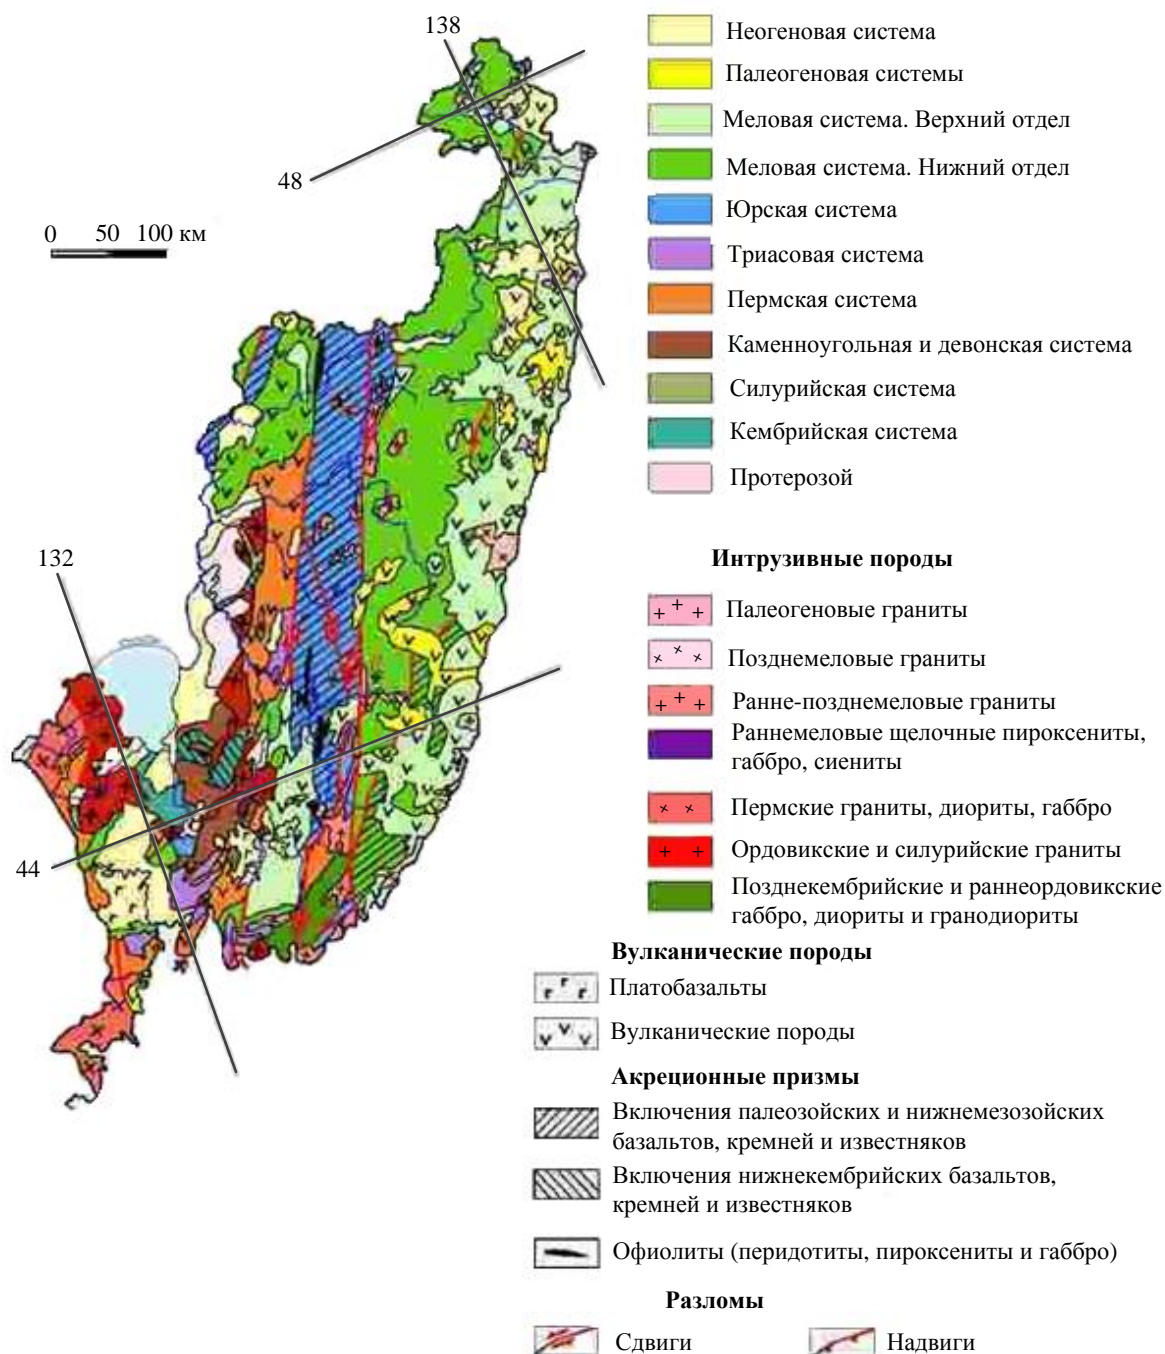 138
48
0 50 100 км
132
44
Неогеновая система
Палеогеновая системы
Меловая система. Верхний отдел
Меловая система. Нижний отдел
Юрская система
Триасовая система
Пермская система
Каменноугольная и девонская система
Силурийская система
Кембрийская система
Протерозой
Интрузивные породы
Палеогеновые граниты
Позднемеловые граниты
Ранне-позднемеловые граниты
Раннемеловые щелочные пироксениты,
габбро, сиениты
Пермские граниты, диориты, габбро
Ордовикские и силурийские граниты
Позднекембрийские и раннеордовикские
габбро, диориты и гранодиориты
Вулканические породы
Платобазальты
Вулканические породы
Акреционные призмы
Включения палеозойских и нижнемезозойских
базальтов, кремней и известняков
Включения нижнекембрийских базальтов,
кремней и известняков
Офиолиты (перидотиты, пироксениты и габбро)
Разломы
Сдвиги Надвиги